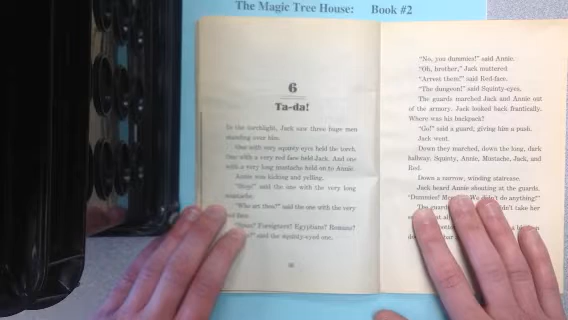 The Magic Tree House: Book #2
6
Ta-da!
In the torchlight, Jack saw three huge men
standing over him.
One with very squinty eyes held the torch.
One with a very red face held Jack. And one
with a very long mustache held on to Annie.
Annie was kicking and yelling.
"Stop!" said the one with the very long
mustache.
"Who are thee?" said the one with the very
red face.
Foreigners? Egyptians? Romans?
said the squinty-eyed one.
"No, you dummies!" said Annie.
"Oh, brother," Jack muttered.
"Arrest them!" said Red-face.
"The dungeon!" said Squinty-eyes.
The guards marched Jack and Annie out
of the armory. Jack looked back frantically.
Where was his backpack?
"Go!" said a guard, giving him a push.
Jack went.
Down they marched, down the long, dark
hallway. Squinty, Annie, Mustache, Jack, and
Red.
Down a narrow, winding staircase.
Jack heard Annie shouting at the guards.
"Dummies! We didn't do anything!"
The guards take her